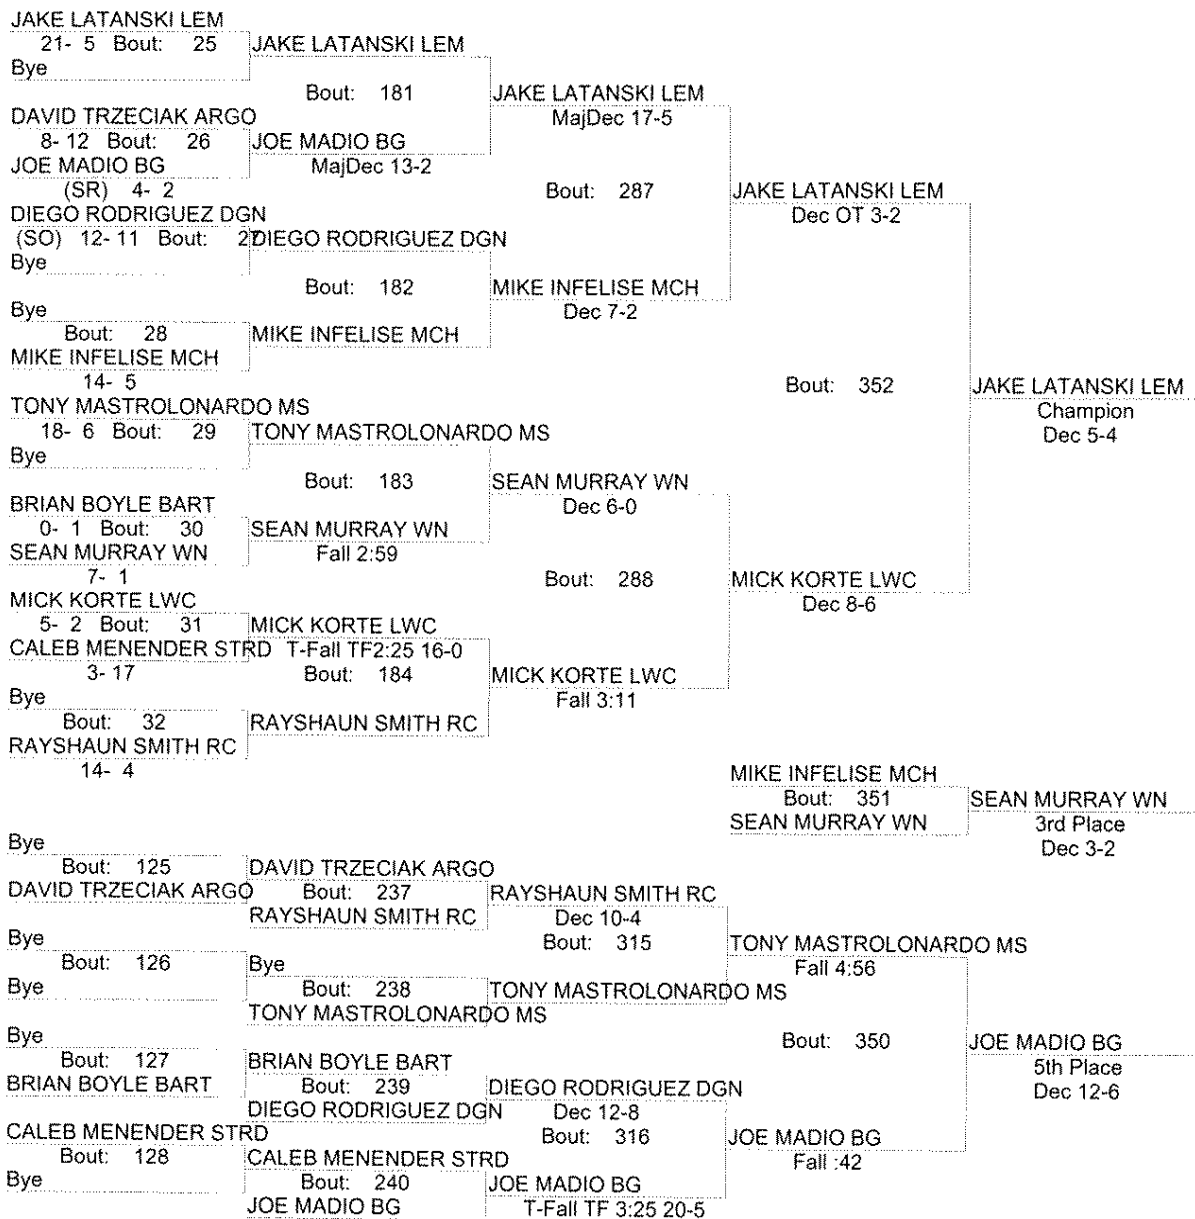 JAKE LATANSKI LEM
21- 5 Bout: 25 JAKE LATANSKI LEM
Bye
Bout: 181 JAKE LATANSKI LEM
DAVID TRZECIAK ARGO MajDec 17-5
8- 12 Bout: 26 JOE MADIO BG
JOE MADIO BG MajDec 13-2
(SR) 4- 2 Bout: 287 JAKE LATANSKI LEM
DIEGO RODRIGUEZ DGN Dec OT 3-2
(SO) 12- 11 Bout: 27 DIEGO RODRIGUEZ DGN
Bye
Bout: 182 MIKE INFELISE MCH
Bye Dec 7-2
Bout: 28 MIKE INFELISE MCH
MIKE INFELISE MCH
14- 5 Bout: 352 JAKE LATANSKI LEM
TONY MASTROLONARDO MS Champion
18- 6 Bout: 29 TONY MASTROLONARDO MS Dec 5-4
Bye
Bout: 183 SEAN MURRAY WN
BRIAN BOYLE BART Dec 6-0
0- 1 Bout: 30 SEAN MURRAY WN
SEAN MURRAY WN Fall 2:59
7- 1 Bout: 288 MICK KORTE LWC
MICK KORTE LWC Dec 8-6
5- 2 Bout: 31 MICK KORTE LWC
CALEB MENENDER STRD T-Fall TF2:25 16-0
3- 17 Bout: 184 MICK KORTE LWC
Bye Fall 3:11
Bout: 32 RAYSHAUN SMITH RC
RAYSHAUN SMITH RC
14- 4
MIKE INFELISE MCH
Bout: 351 SEAN MURRAY WN
SEAN MURRAY WN 3rd Place
Dec 3-2
Bye
Bout: 125 DAVID TRZECIAK ARGO
DAVID TRZECIAK ARGO Bout: 237 RAYSHAUN SMITH RC
RAYSHAUN SMITH RC Dec 10-4
Bye Bout: 315 TONY MASTROLONARDO MS
Bout: 126 Bye Fall 4:56
Bye Bout: 238 TONY MASTROLONARDO MS
TONY MASTROLONARDO MS
Bye Bout: 350 JOE MADIO BG
Bout: 127 BRIAN BOYLE BART 5th Place
BRIAN BOYLE BART Bout: 239 DIEGO RODRIGUEZ DGN Dec 12-6
DIEGO RODRIGUEZ DGN Dec 12-8
CALEB MENENDER STRD Bout: 316 JOE MADIO BG
Bout: 128 CALEB MENENDER STRD Fall :42
Bye Bout: 240 JOE MADIO BG
JOE MADIO BG T-Fall TF 3:25 20-5